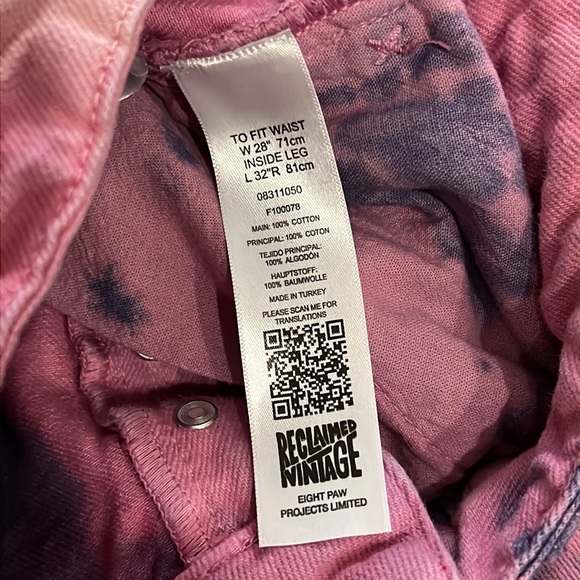 TO FIT WAIST
W 28" 71cm
INSIDE LEG
L 32"R 81cm
08311050
F100078
MAIN: 100% COTTON
PRINCIPAL: 100% COTON
TEJIDO PRINCIPAL:
100% ALGODÓN
HAUPTSTOFF:
100% BAUMWOLLE
MADE IN TURKEY
PLEASE SCAN ME FOR
TRANSLATIONS
RECLAIMED
VINTAGE
EIGHT PAW
PROJECTS LIMITED